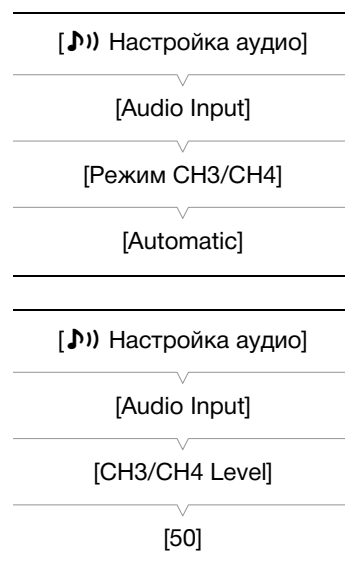 [♪)) Настройка аудио]
[Audio Input]
[Режим CH3/CH4]
[Automatic]
[♪)) Настройка аудио]
[Audio Input]
[CH3/CH4 Level]
[50]